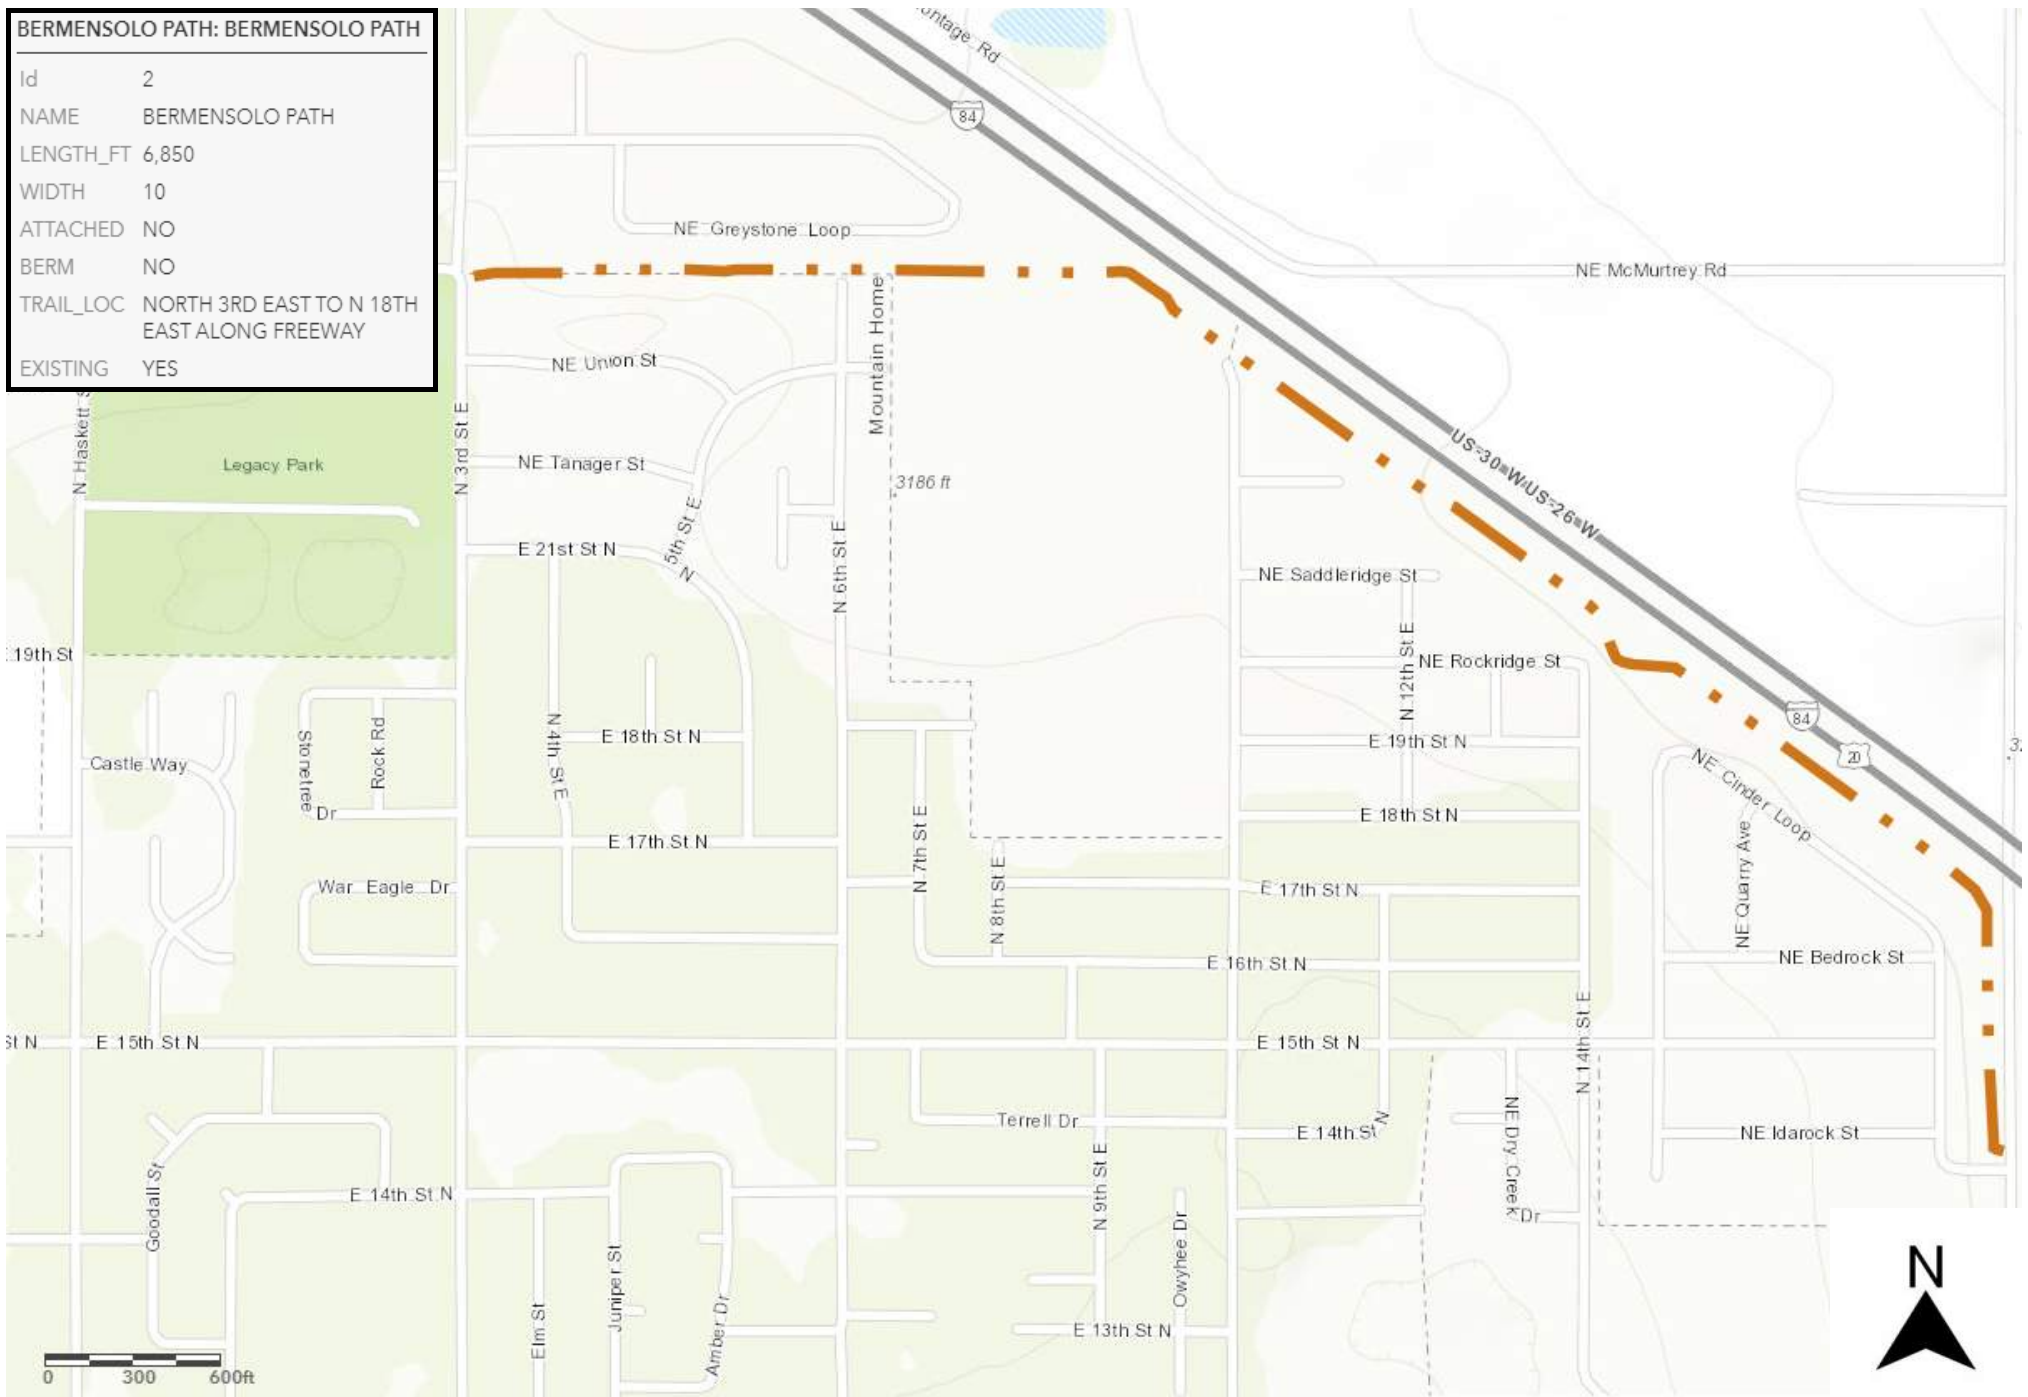 BERMENSOLO PATH: BERMENSOLO PATH
Id 2
NAME BERMENSOLO PATH
LENGTH_FT 6,850
WIDTH 10
ATTACHED NO
BERM NO
TRAIL_LOC NORTH 3RD EAST TO N 18TH
EAST ALONG FREEWAY
EXISTING YES
ontage Rd
84
NE Greystone Loop
NE McMurtrey Rd
Mountain Home
NE Union St
N Haskett S
N 3rd St E
Legacy Park
NE Tanager St
3186 ft
US-30 W/US-26 W
5th St E
N
E 21st St N
N 6th St E
NE Saddleridge St
N 12th St E
NE Rockridge St
19th St
84
20
Castle Way
Stonetree
Dr
Rock Rd
N 4th St E
E 18th St N
E 19th St N
NE Cinder Loop
E 18th St N
E 17th St N
N 7th St E
NE Quarry Ave
War Eagle Dr
N 8th St E
E 17th St N
NE Bedrock St
E 16th St N
N 14th St E
St N
E 15th St N
E 15th St N
Terrell Dr
E 14th St N
NE Dry Creek
Dr
NE Idarock St
Goodall St
E 14th St N
N 9th St E
Owyhee Dr
Elm St
Juniper St
Amber Dr
E 13th St N
N
0 300 600ft